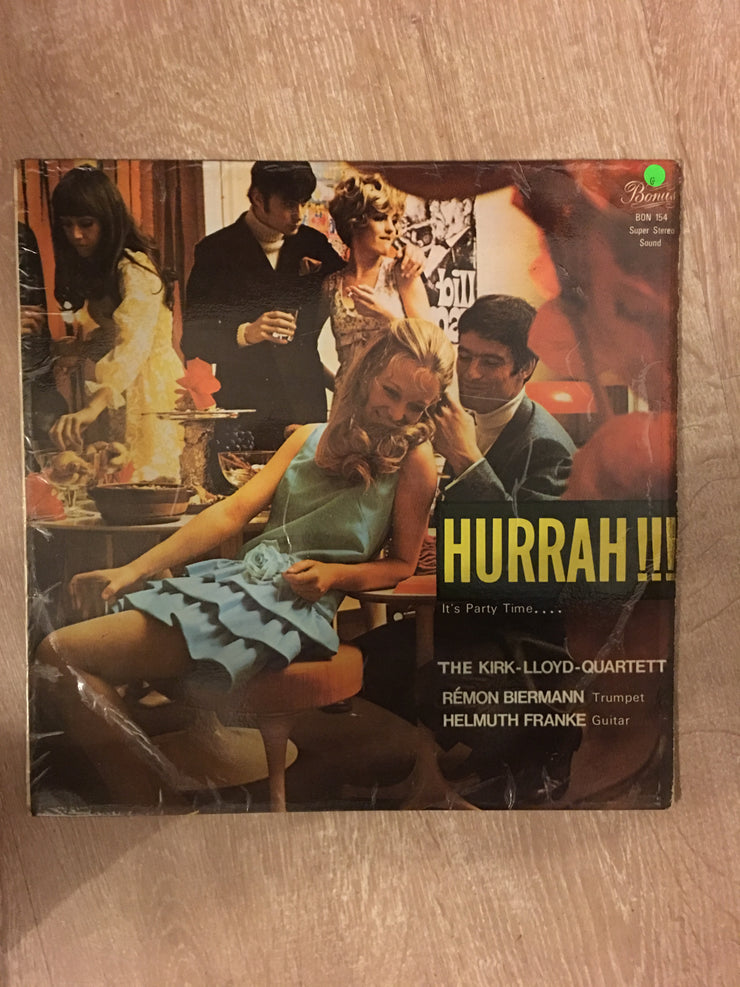 G
Bonus
BON 154
Super Stereo
Sound
bill
HURRAH!!!
It's Party Time....
THE KIRK-LLOYD-QUARTETT
RÉMON BIERMANN Trumpet
HELMUTH FRANKE Guitar